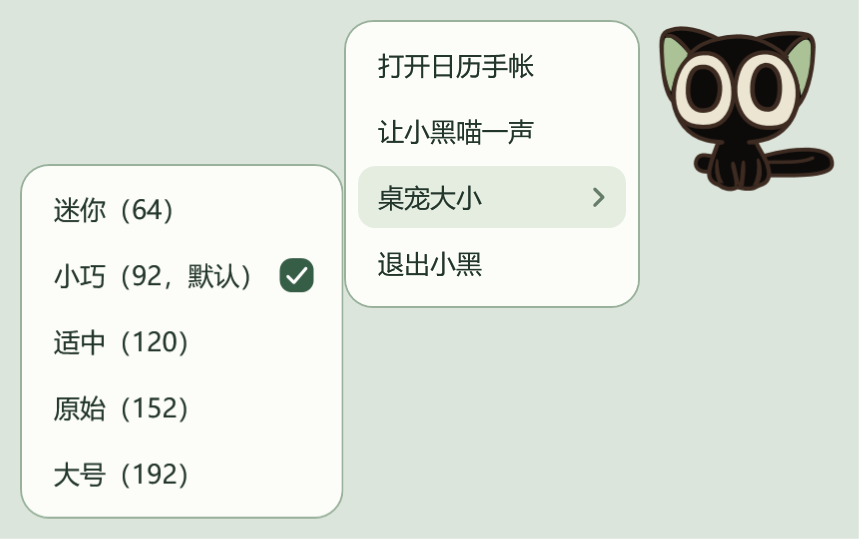 打开日历手帐
让小黑喵一声
桌宠大小
退出小黑
迷你（64）
小巧（92，默认）
适中（120）
原始（152）
大号（192）